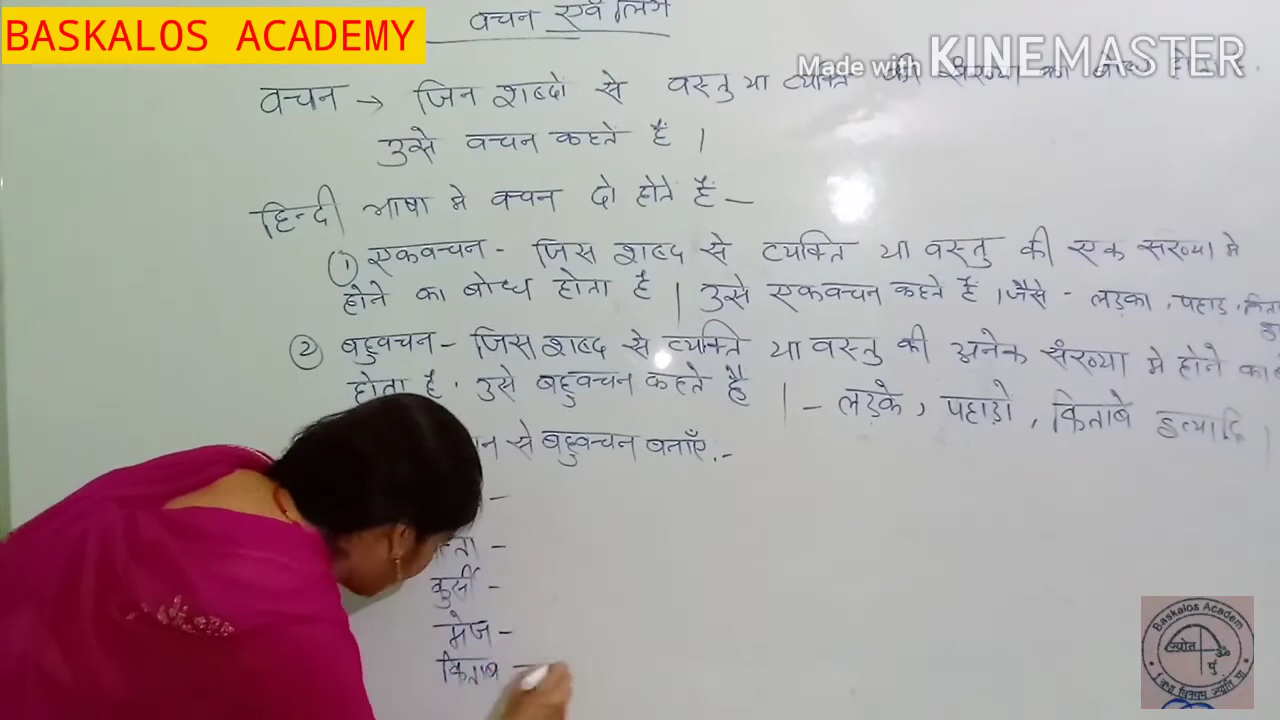 BASKALOS ACADEMY
वचन एवं लिंग
Made with KINEMASTER
वचन → जिन शब्दो से वस्तु या व्यक्ति की संख्या का बोध
उसे वचन कहते हैं |
हिन्दी भाषा मे वचन दो होते हैं —
① एकवचन - जिस शब्द से व्यक्ति या वस्तु की एक संख्या मे
होने का बोध होता है | उसे एकवचन कहते हैं । जैसे - लड़का, पहाड़,
② बहुवचन - जिस शब्द से व्यक्ति या वस्तु की अनेक संख्या मे होने का
होता है . उसे बहुवचन कहते है | - लड़के, पहाड़ो, किताबे इत्यादि |
से बहुवचन बनाएँ.-
-
-
कुर्सी -
मेज -
किताब -
Baskalos Academy
ज्योत